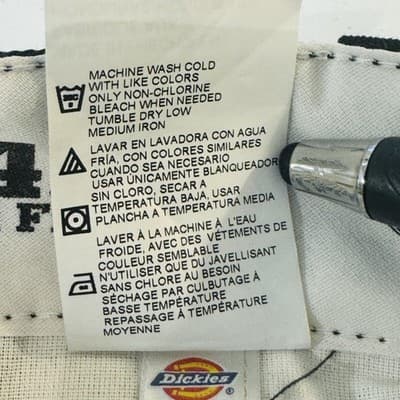 MACHINE WASH COLD
WITH LIKE COLORS
ONLY NON-CHLORINE
BLEACH WHEN NEEDED
TUMBLE DRY LOW
MEDIUM IRON
LAVAR EN LAVADORA CON AGUA
FRÍA, CON COLORES SIMILARES
CUANDO SEA NECESARIO
USAR ÚNICAMENTE BLANQUEADOR
SIN CLORO, SECAR A
TEMPERATURA BAJA, USAR
PLANCHA A TEMPERATURA MEDIA
LAVER À LA MACHINE À L'EAU
FROIDE, AVEC DES VÊTEMENTS DE
COULEUR SEMBLABLE
N'UTILISER QUE DU JAVELLISANT
SANS CHLORE AU BESOIN
SÉCHAGE PAR CULBUTAGE À
BASSE TEMPÉRATURE
REPASSAGE À TEMPÉRATURE
MOYENNE
4
Dickies